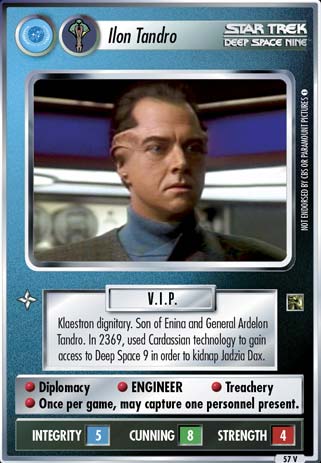 Ilon Tandro
STAR TREK
DEEP SPACE NINE
NOT ENDORSED BY CBS OR PARAMOUNT PICTURES
V.I.P.
Klaestron dignitary. Son of Enina and General Ardelon
Tandro. In 2369, used Cardassian technology to gain
access to Deep Space 9 in order to kidnap Jadzia Dax.
Diplomacy ENGINEER Treachery
Once per game, may capture one personnel present.
INTEGRITY 5 CUNNING 8 STRENGTH 4
57 V